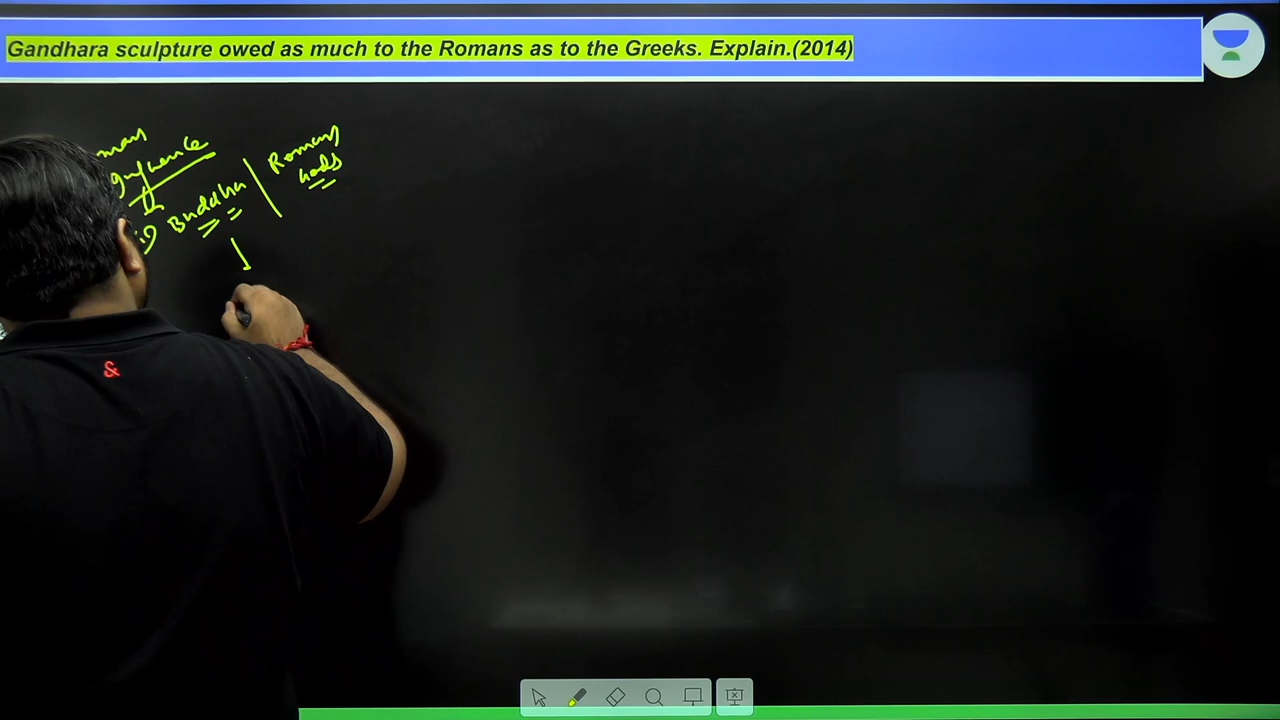 Gandhara sculpture owed as much to the Romans as to the Greeks. Explain.(2014)
Buddha | Roman
Gods
&